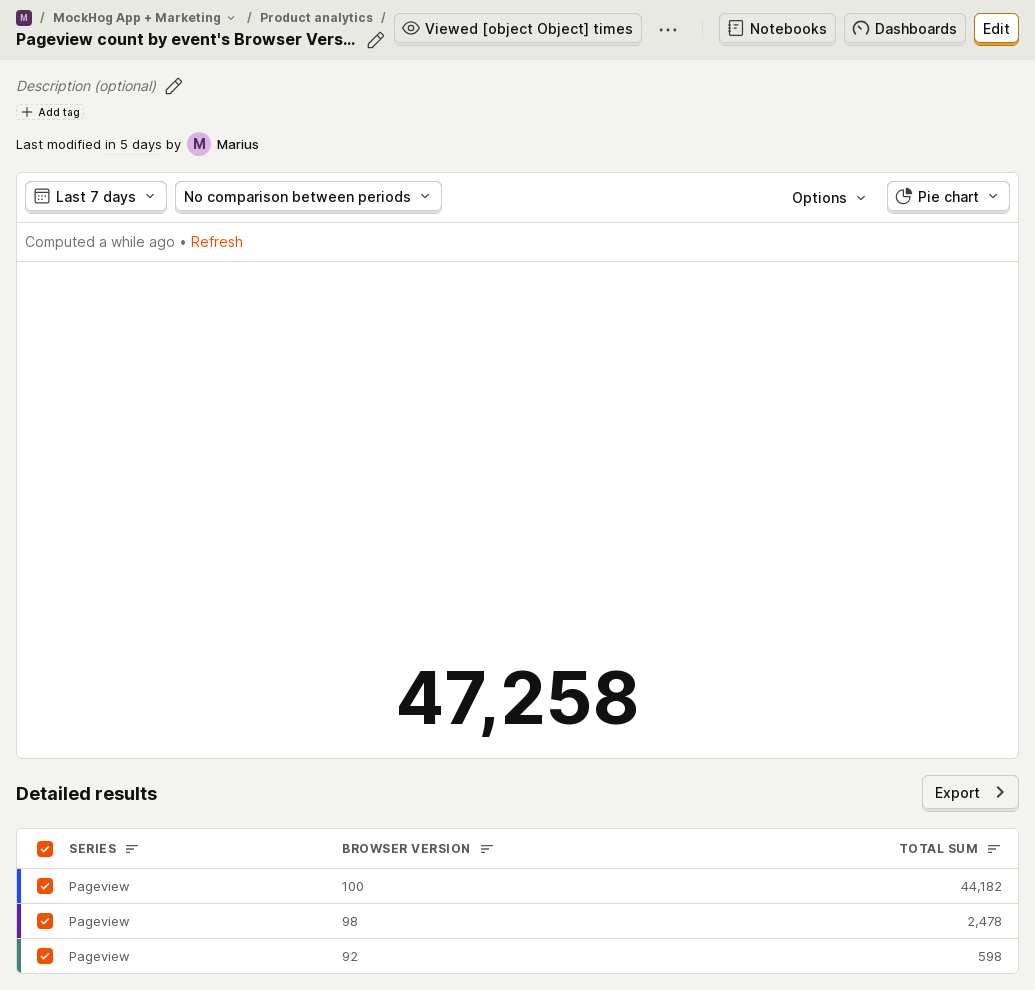 M / MockHog App + Marketing / Product analytics /
Pageview count by event's Browser Vers...
Viewed [object Object] times
Notebooks
Dashboards
Edit
Description (optional)
Add tag
Last modified in 5 days by M Marius
Last 7 days
No comparison between periods
Options
Pie chart
Computed a while ago • Refresh
47,258
Detailed results
Export
SERIES BROWSER VERSION TOTAL SUM
Pageview 100 44,182
Pageview 98 2,478
Pageview 92 598